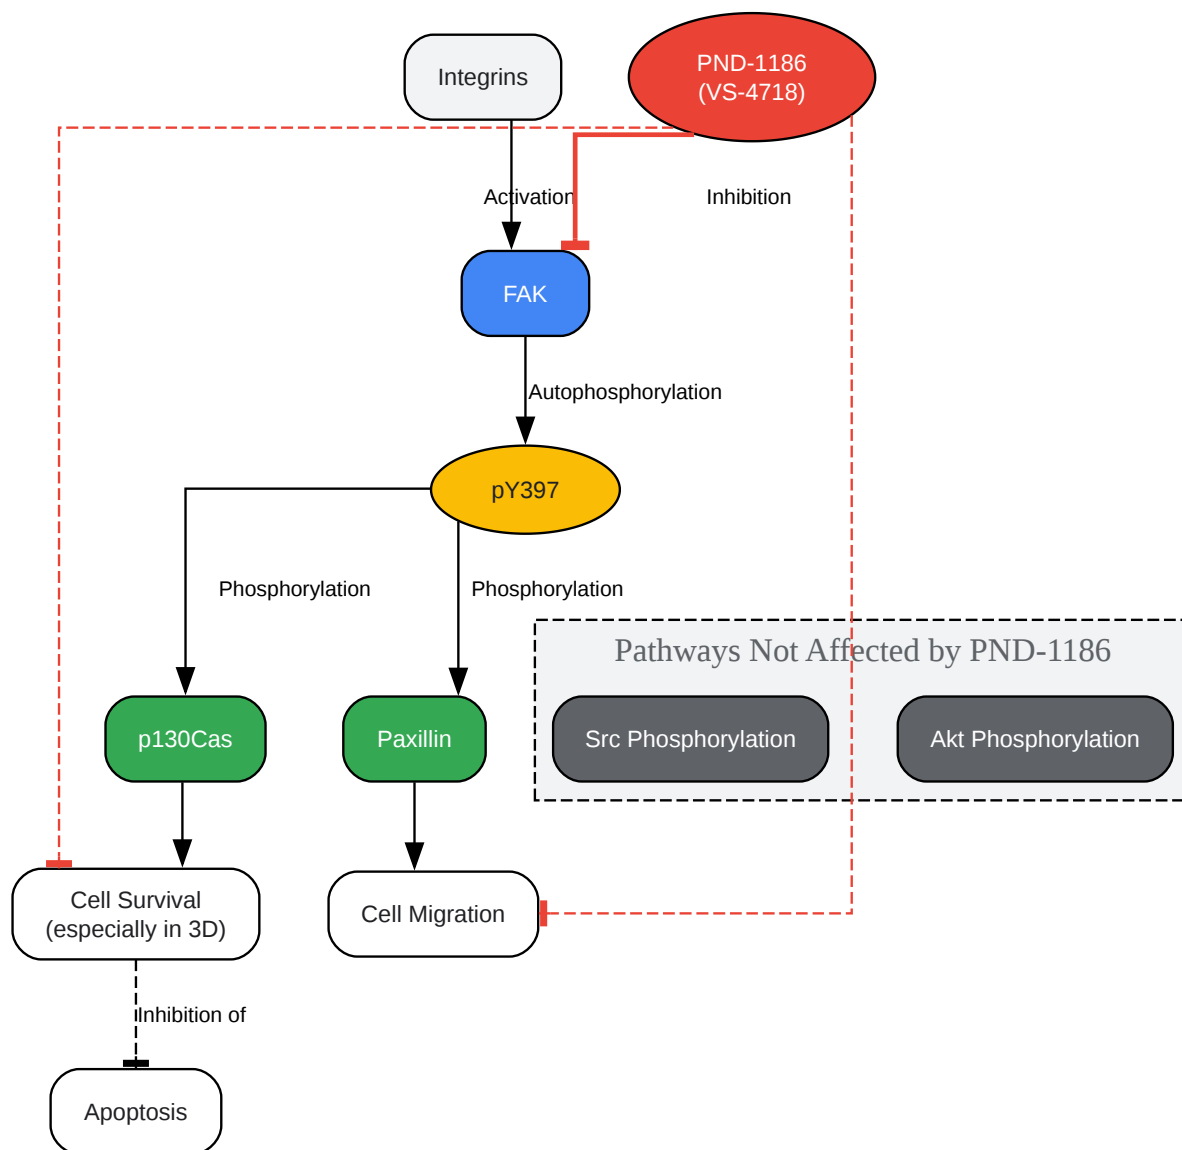 Integrins
PND-1186
(VS-4718)
Activation
Inhibition
FAK
Autophosphorylation
pY397
Phosphorylation
Phosphorylation
Pathways Not Affected by PND-1186
p130Cas
Paxillin
Src Phosphorylation
Akt Phosphorylation
Cell Survival
(especially in 3D)
Cell Migration
Inhibition of
Apoptosis